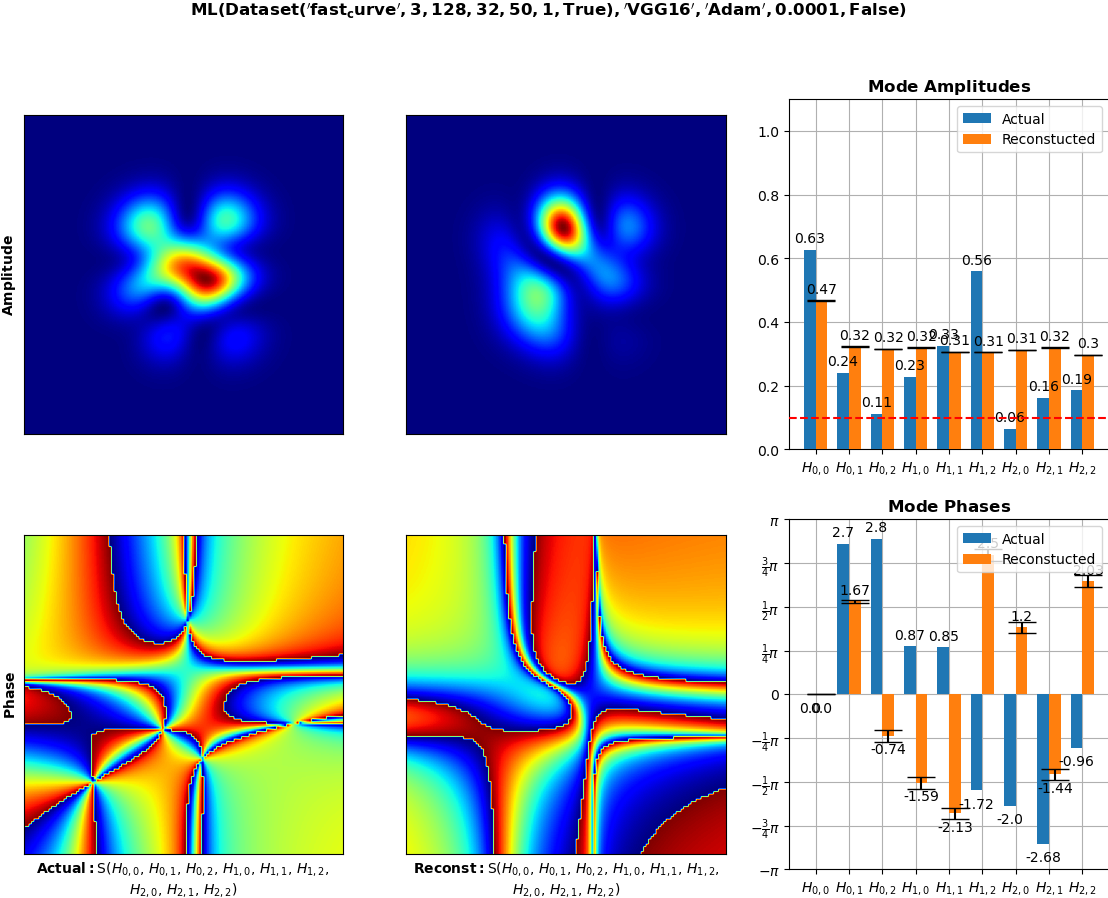 ML(Dataset('fast_curve', 3, 128, 32, 50, 1, True), 'VGG16', 'Adam', 0.0001, False)
Amplitude
Mode Amplitudes
Actual
Reconstucted
1.0
0.8
0.6
0.4
0.2
0.0
0.63
0.47
0.24
0.32
0.11
0.32
0.23
0.32
0.33
0.31
0.56
0.31
0.06
0.31
0.16
0.32
0.19
0.3
H0,0 H0,1 H0,2 H1,0 H1,1 H1,2 H2,0 H2,1 H2,2
Phase
Mode Phases
Actual
Reconstucted
π
3/4π
1/2π
1/4π
0
−1/4π
−1/2π
−3/4π
−π
0.0
0.0
2.7
1.67
2.8
-0.74
0.87
-1.59
0.85
-2.13
-1.72
2.5
-2.0
1.2
-2.68
-1.44
-0.96
2.03
H0,0 H0,1 H0,2 H1,0 H1,1 H1,2 H2,0 H2,1 H2,2
Actual: S(H0,0, H0,1, H0,2, H1,0, H1,1, H1,2,
H2,0, H2,1, H2,2)
Reconst: S(H0,0, H0,1, H0,2, H1,0, H1,1, H1,2,
H2,0, H2,1, H2,2)